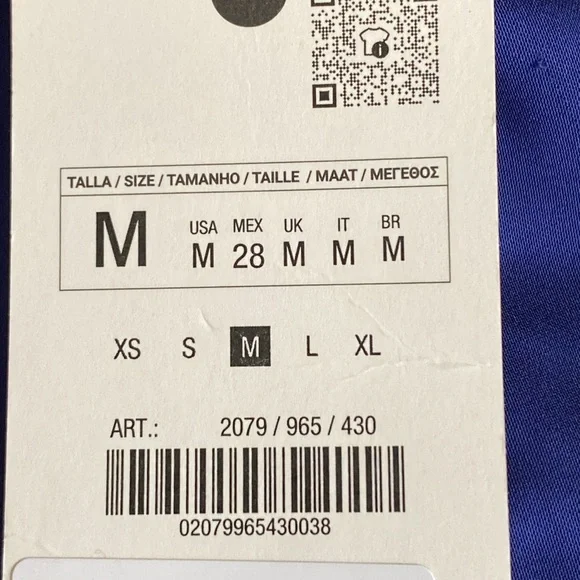 TALLA / SIZE / TAMANHO / TAILLE / MAAT / ΜΕΓΕΘΟΣ
M
USA MEX UK IT BR
M 28 M M M
XS S M L XL
ART.: 2079 / 965 / 430
02079965430038